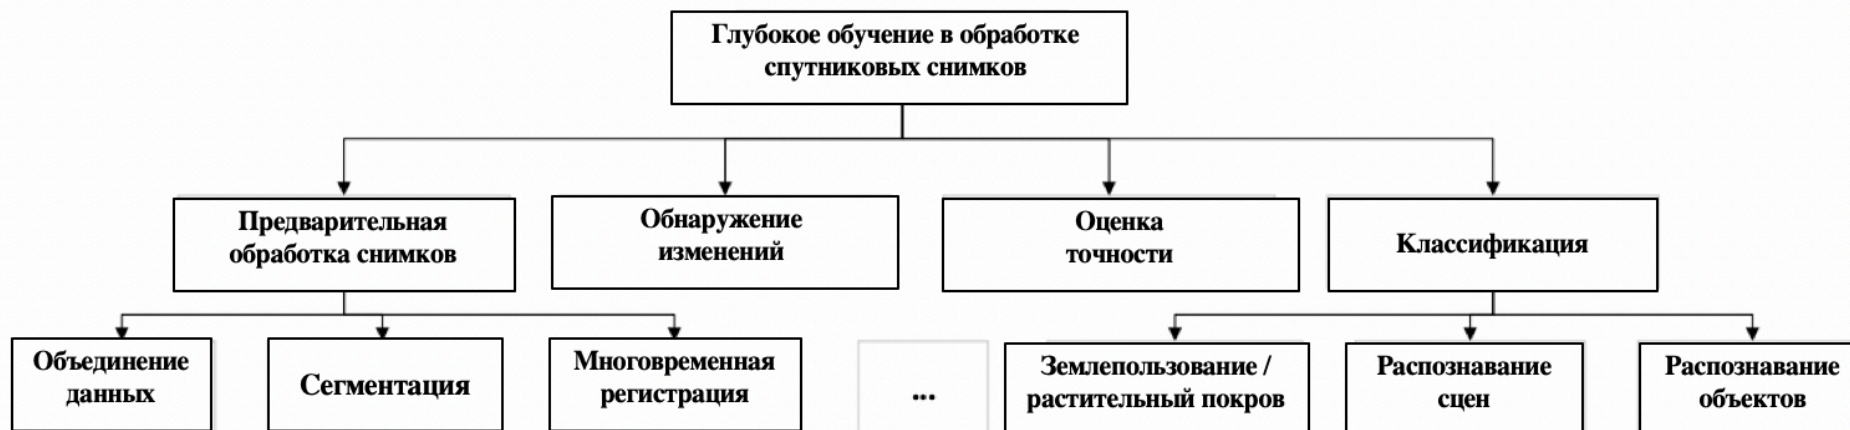 Глубокое обучение в обработке
спутниковых снимков
Предварительная
обработка снимков
Обнаружение
изменений
Оценка
точности
Классификация
Объединение
данных
Сегментация
Многовременная
регистрация
...
Землепользование /
растительный покров
Распознавание
сцен
Распознавание
объектов